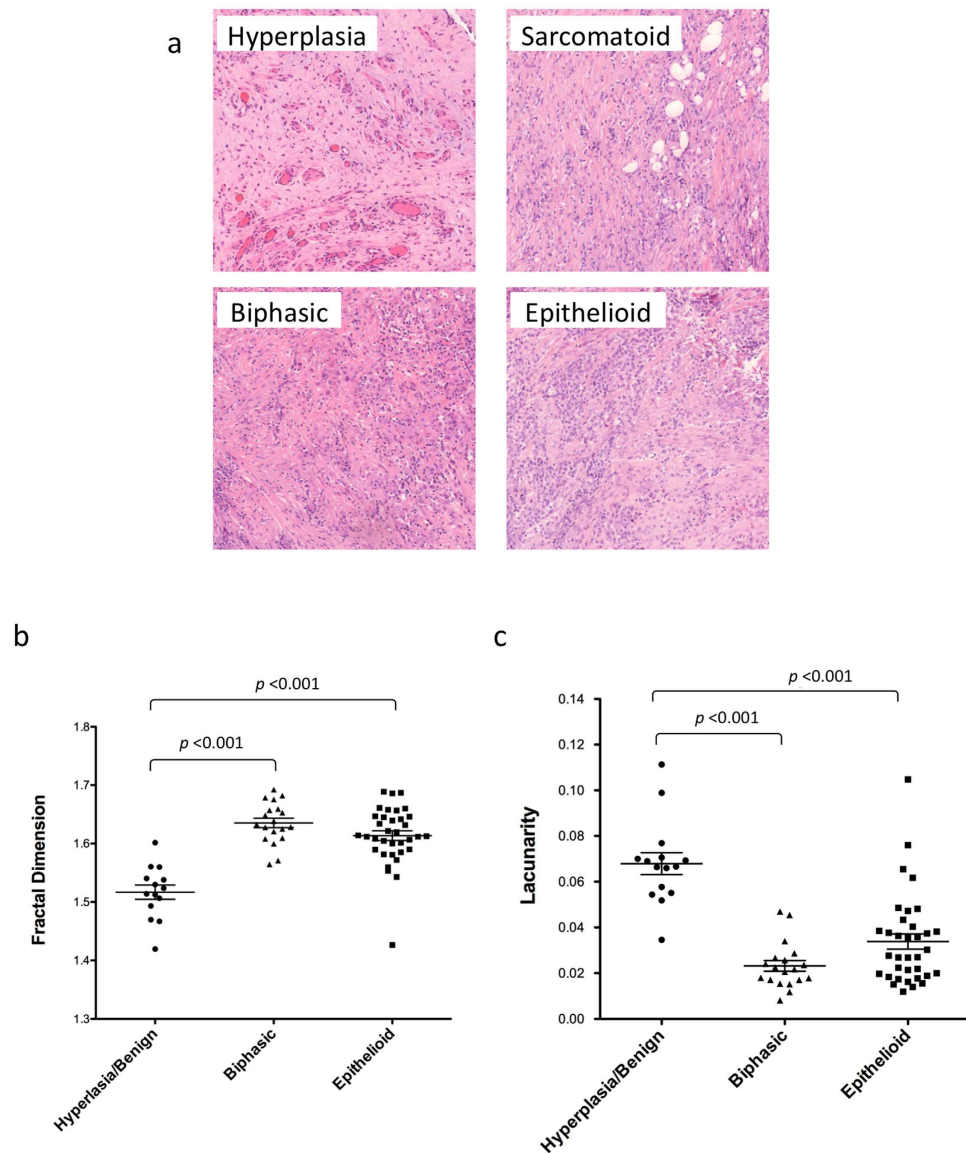 a
Hyperplasia
Sarcomatoid
Biphasic
Epithelioid
b
p <0.001
p <0.001
1.8
1.7
1.6
1.5
1.4
1.3
Fractal Dimension
Hyperlasia/Benign
Biphasic
Epithelioid
c
p <0.001
p <0.001
0.14
0.12
0.10
0.08
0.06
0.04
0.02
0.00
Lacunarity
Hyperplasia/Benign
Biphasic
Epithelioid